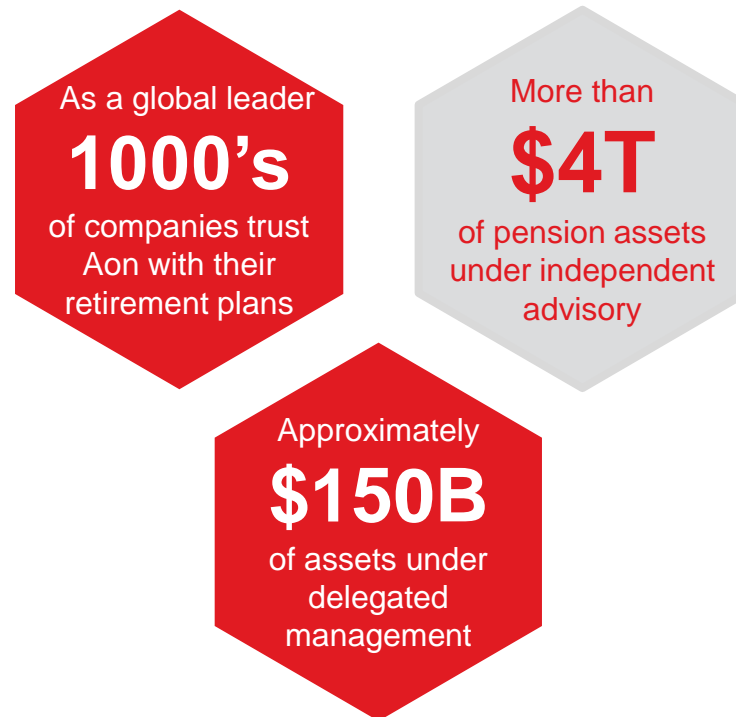 As a global leader
1000’s
of companies trust
Aon with their
retirement plans
More than
$4T
of pension assets
under independent
advisory
Approximately
$150B
of assets under
delegated
management